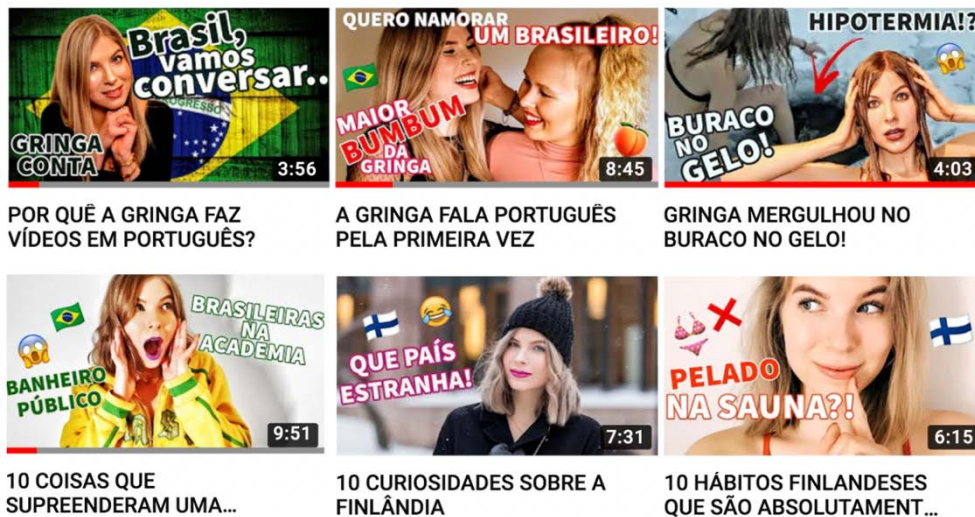 Brasil,
vamos
conversar..
PROGRESSO
GRINGA
CONTA
3:56
POR QUÊ A GRINGA FAZ
VÍDEOS EM PORTUGUÊS?
QUERO NAMORAR
UM BRASILEIRO!
MAIOR
BUMBUM
DA
GRINGA
8:45
A GRINGA FALA PORTUGUÊS
PELA PRIMEIRA VEZ
HIPOTERMIA!?
BURACO
NO
GELO!
4:03
GRINGA MERGULHOU NO
BURACO NO GELO!
BRASILEIRAS
NA
ACADEMIA
BANHEIRO
PÚBLICO
9:51
10 COISAS QUE
SUPREENDERAM UMA...
QUE PAÍS
ESTRANHA!
7:31
10 CURIOSIDADES SOBRE A
FINLÂNDIA
PELADO
NA SAUNA?!
6:15
10 HÁBITOS FINLANDESES
QUE SÃO ABSOLUTAMENT...